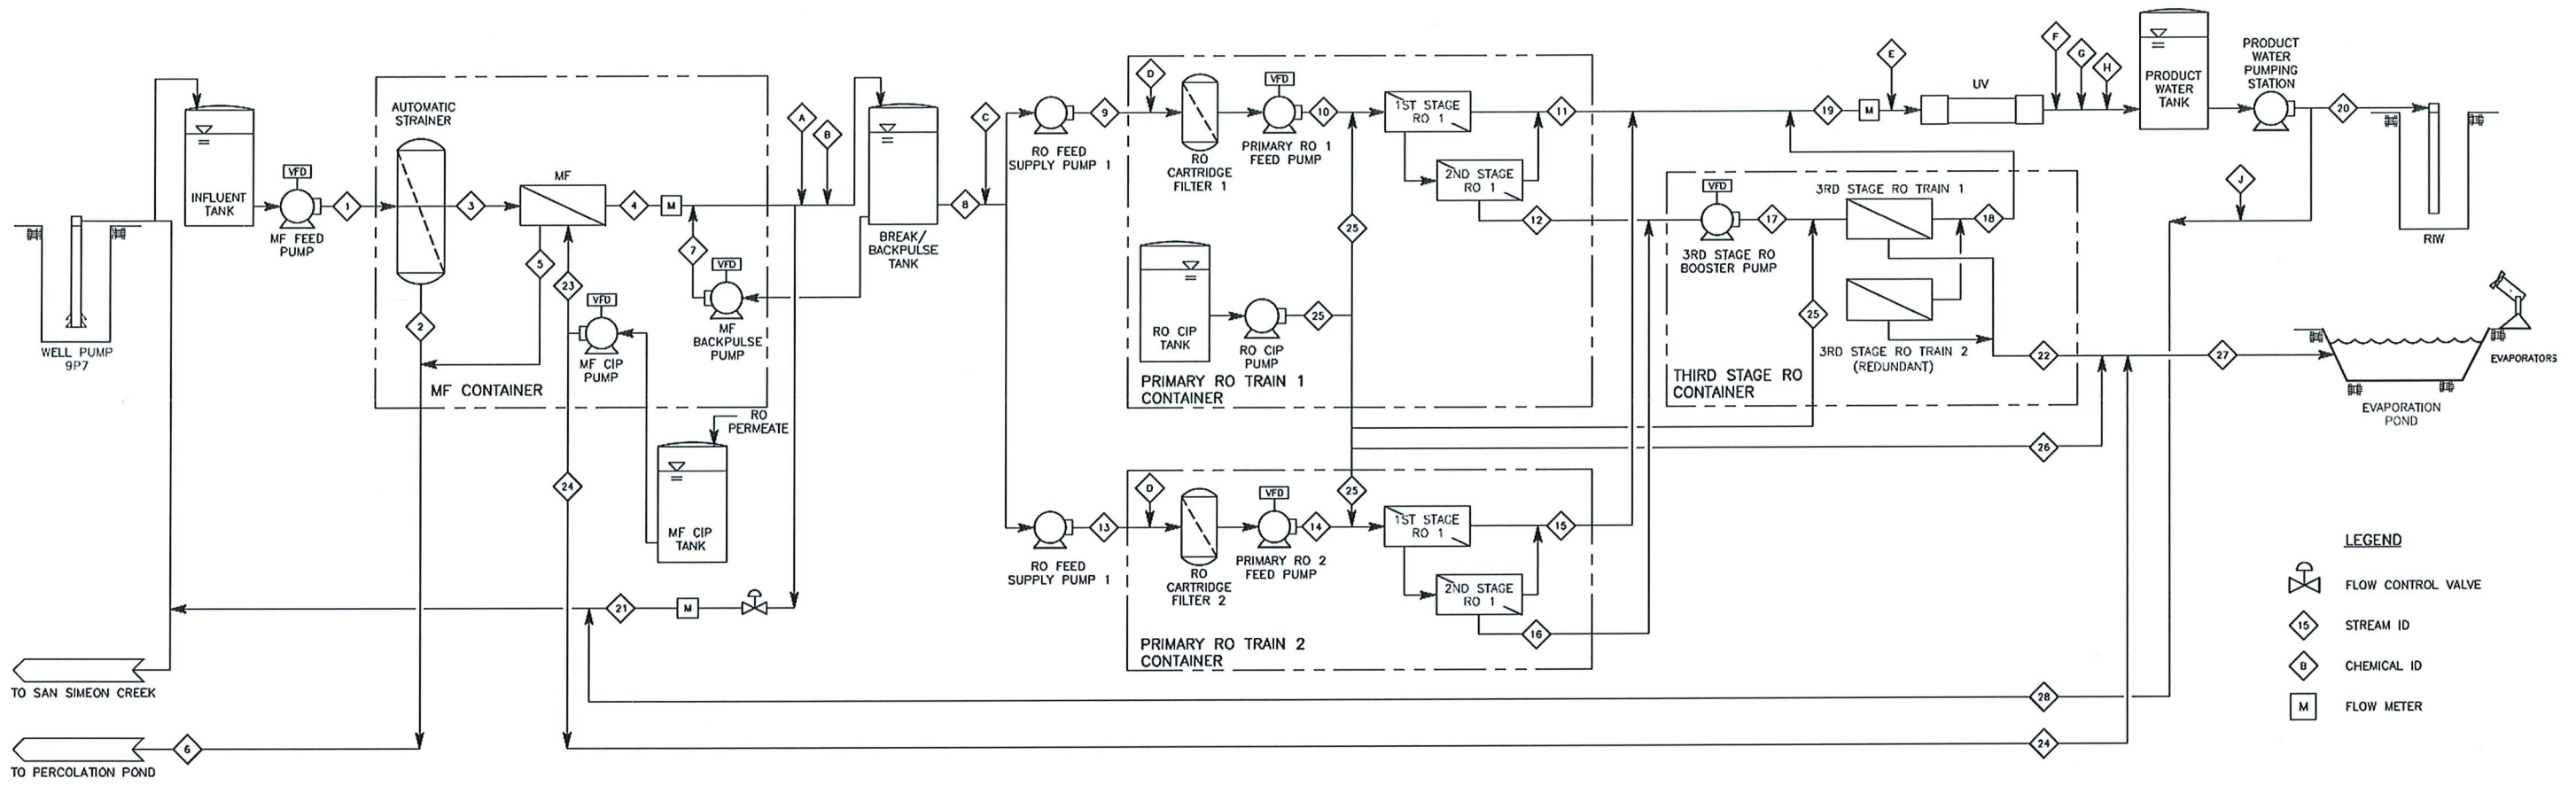 WELL PUMP
9P7
TO SAN SIMEON CREEK
TO PERCOLATION POND
6
INFLUENT
TANK
VFD
MF FEED
PUMP
1
AUTOMATIC
STRAINER
2
3
MF
4
M
5
23
7
VFD
MF
BACKPULSE
PUMP
VFD
MF CIP
PUMP
MF CONTAINER
RO
PERMEATE
MF CIP
TANK
24
21
M
A
B
BREAK/
BACKPULSE
TANK
8
C
RO FEED
SUPPLY PUMP 1
9
D
RO
CARTRIDGE
FILTER 1
VFD
PRIMARY RO 1
FEED PUMP
10
1ST STAGE
RO 1
2ND STAGE
RO 1
11
12
25
RO CIP
TANK
RO CIP
PUMP
25
PRIMARY RO TRAIN 1
CONTAINER
RO FEED
SUPPLY PUMP 1
13
D
RO
CARTRIDGE
FILTER 2
VFD
PRIMARY RO 2
FEED PUMP
14
25
1ST STAGE
RO 1
2ND STAGE
RO 1
15
16
PRIMARY RO TRAIN 2
CONTAINER
VFD
3RD STAGE RO
BOOSTER PUMP
17
25
3RD STAGE RO TRAIN 1
18
3RD STAGE RO TRAIN 2
(REDUNDANT)
THIRD STAGE RO
CONTAINER
19
M
E
UV
F
G
H
PRODUCT
WATER
TANK
PRODUCT
WATER
PUMPING
STATION
20
RIW
J
22
27
26
28
24
EVAPORATORS
EVAPORATION
POND
LEGEND
FLOW CONTROL VALVE
15 STREAM ID
B CHEMICAL ID
M FLOW METER